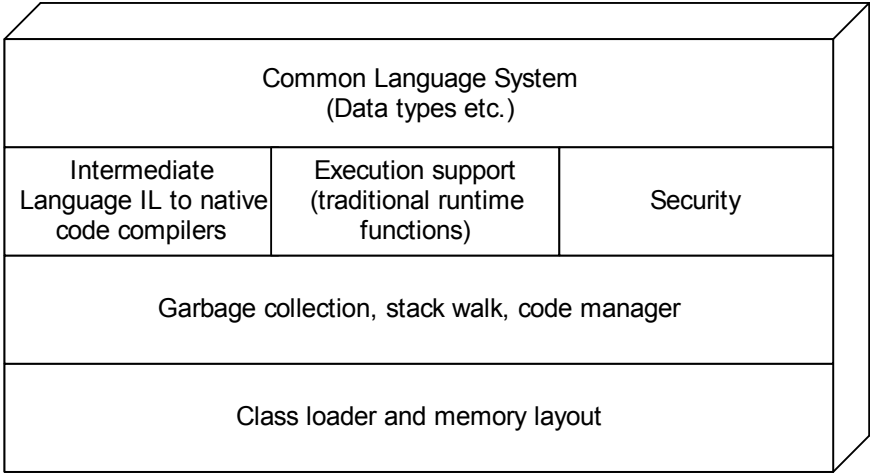 Common Language System
(Data types etc.)
Intermediate
Language IL to native
code compilers
Execution support
(traditional runtime
functions)
Security
Garbage collection, stack walk, code manager
Class loader and memory layout